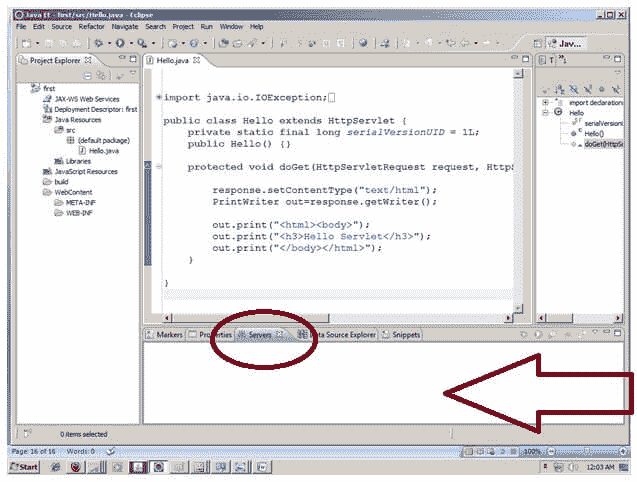 Java EE - first/src/Hello.java - Eclipse
File Edit Source Refactor Navigate Search Project Run Window Help
Jav...
Project Explorer
first
JAX-WS Web Services
Deployment Descriptor: first
Java Resources
src
(default package)
Hello.java
Libraries
JavaScript Resources
build
WebContent
META-INF
WEB-INF
Hello.java
import java.io.IOException;
public class Hello extends HttpServlet {
private static final long serialVersionUID = 1L;
public Hello() {}
protected void doGet(HttpServletRequest request, Https
response.setContentType("text/html");
PrintWriter out=response.getWriter();
out.print("<html><body>");
out.print("<h3>Hello Servlet</h3>");
out.print("</body></html>");
}
}
import declarations
Hello
serialVersion
Hello()
doGet(HttpSe
Markers Properties Servers Data Source Explorer Snippets
0 items selected
Page: 16 of 16 Words: 0 100%
Start 12:03 AM